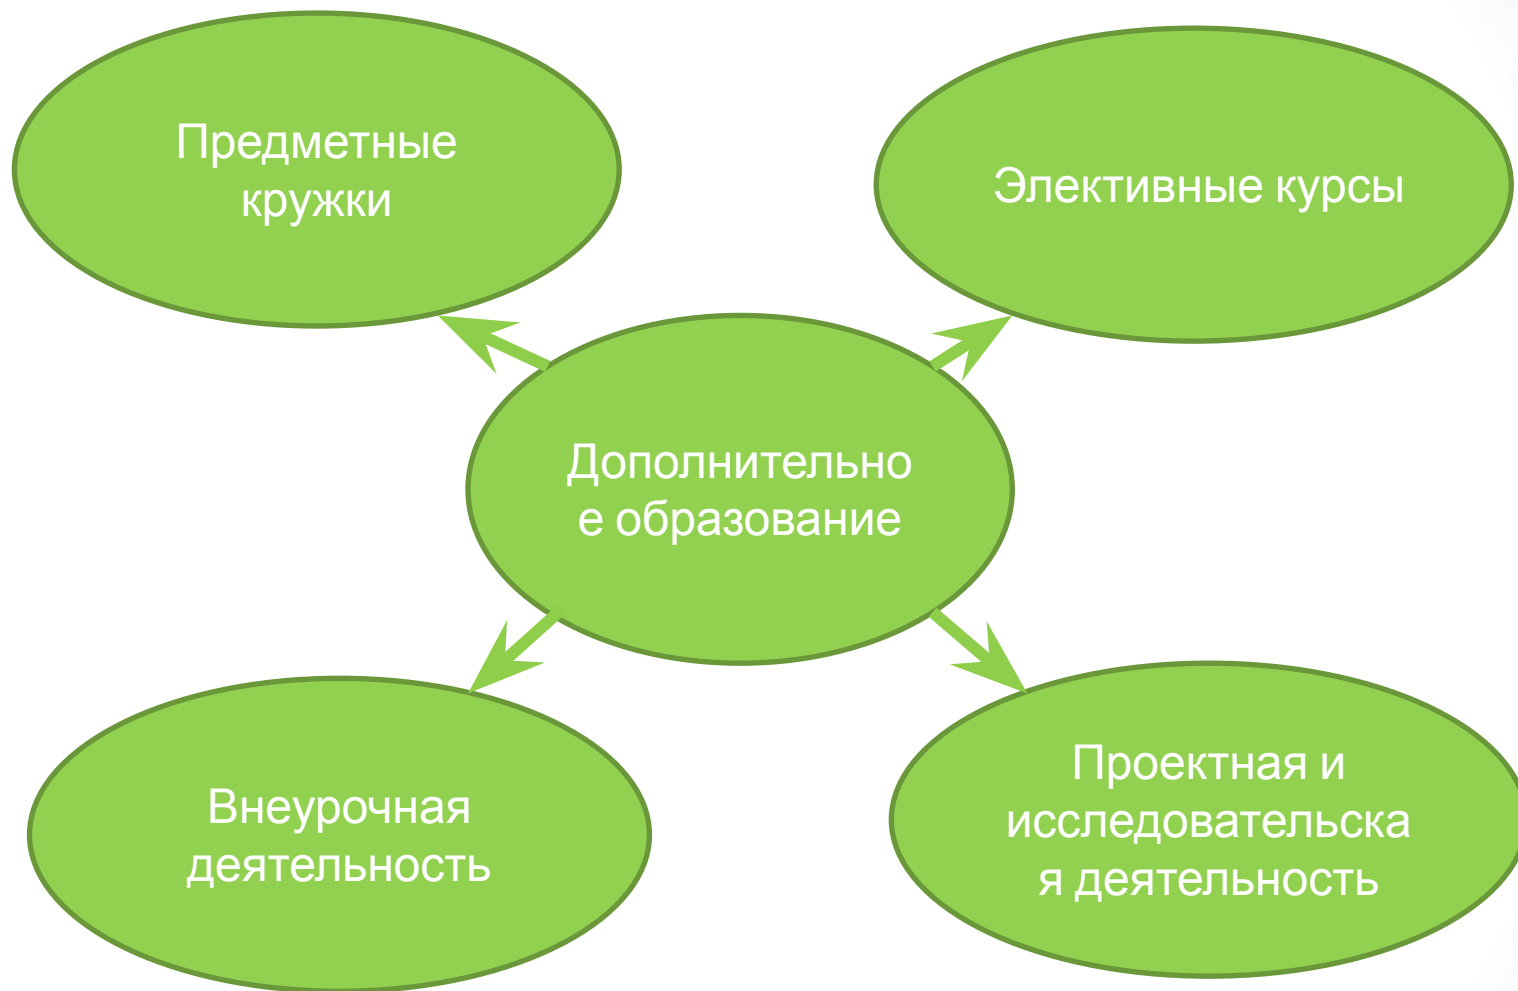 Предметные
кружки
Элективные курсы
Дополнительно
е образование
Внеурочная
деятельность
Проектная и
исследовательска
я деятельность